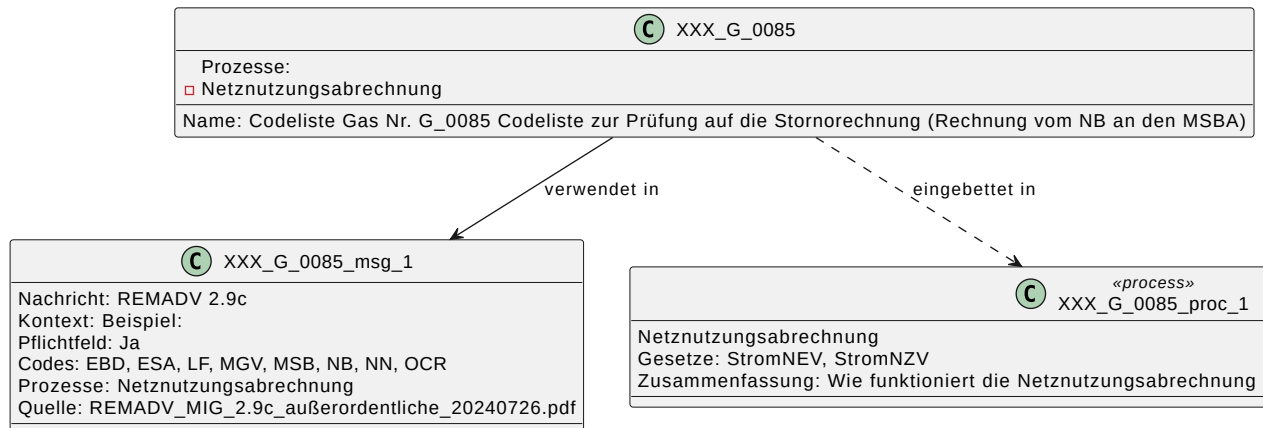 C XXX_G_0085
Prozesse:
Netznutzungsabrechnung
Name: Codeliste Gas Nr. G_0085 Codeliste zur Prüfung auf die Stornorechnung (Rechnung vom NB an den MSBA)
verwendet in
eingebettet in
C XXX_G_0085_msg_1
Nachricht: REMADV 2.9c
Kontext: Beispiel:
Pflichtfeld: Ja
Codes: EBD, ESA, LF, MGV, MSB, NB, NN, OCR
Prozesse: Netznutzungsabrechnung
Quelle: REMADV_MIG_2.9c_außerordentliche_20240726.pdf
«process»
C XXX_G_0085_proc_1
Netznutzungsabrechnung
Gesetze: StromNEV, StromNZV
Zusammenfassung: Wie funktioniert die Netznutzungsabrechnung